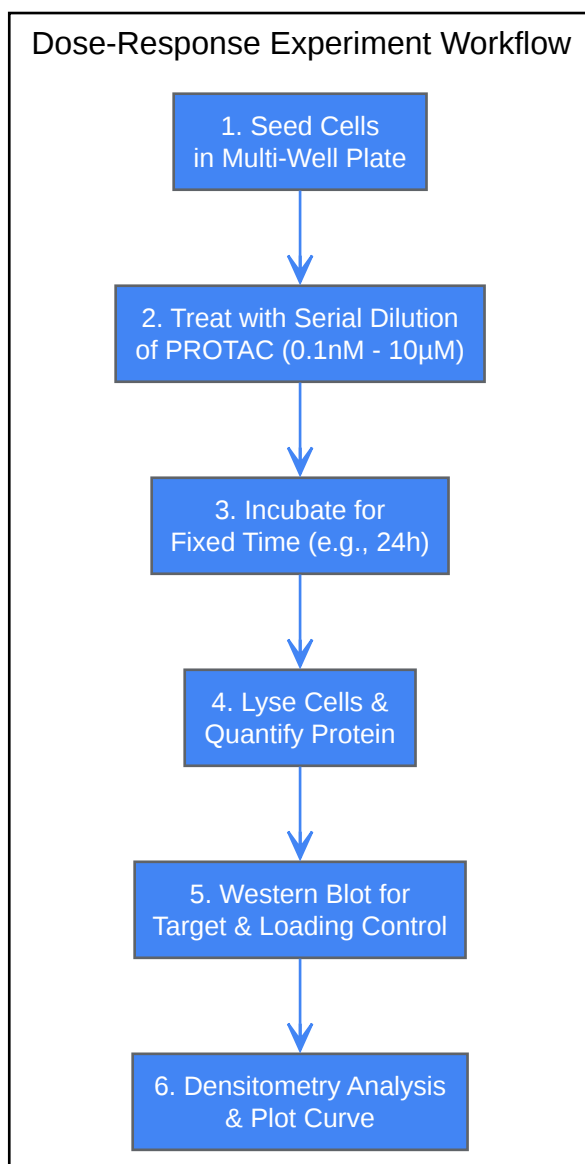 Dose-Response Experiment Workflow
1. Seed Cells
in Multi-Well Plate
2. Treat with Serial Dilution
of PROTAC (0.1nM - 10µM)
3. Incubate for
Fixed Time (e.g., 24h)
4. Lyse Cells &
Quantify Protein
5. Western Blot for
Target & Loading Control
6. Densitometry Analysis
& Plot Curve